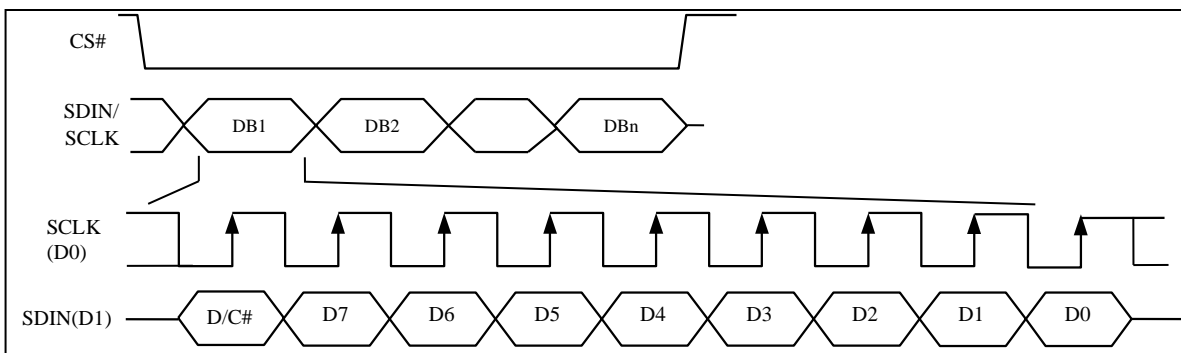 CS#
SDIN/
SCLK
DB1 DB2 DBn
SCLK
(D0)
SDIN(D1) D/C# D7 D6 D5 D4 D3 D2 D1 D0